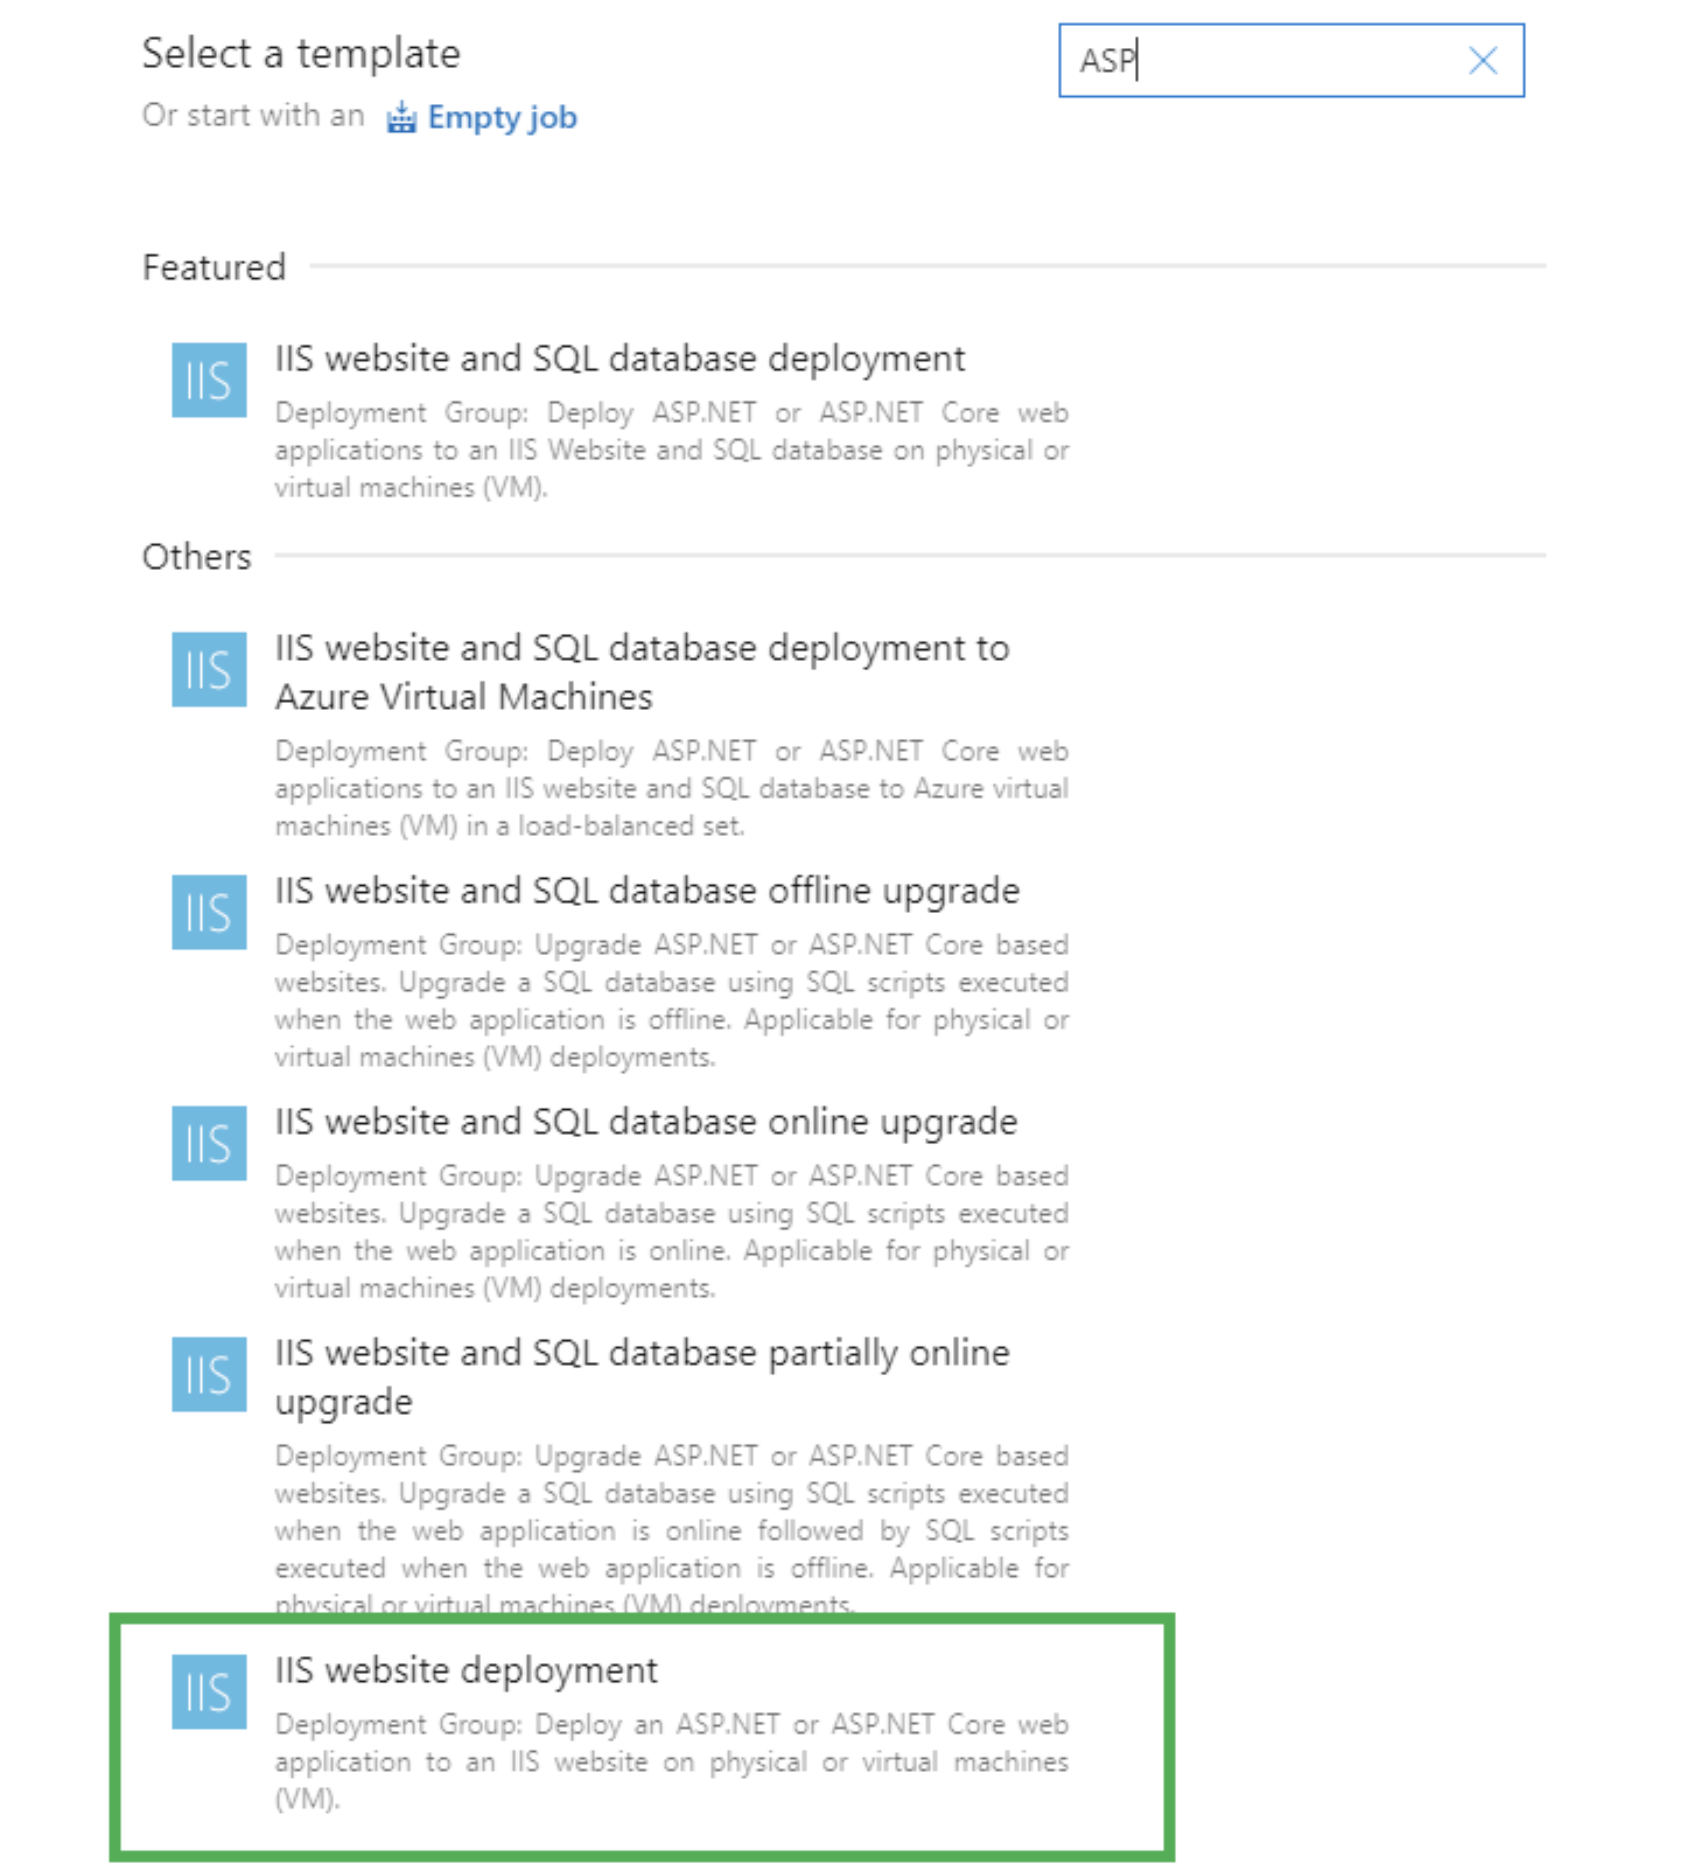 Select a template
ASP
Or start with an Empty job
Featured
IIS
IIS website and SQL database deployment
Deployment Group: Deploy ASP.NET or ASP.NET Core web
applications to an IIS Website and SQL database on physical or
virtual machines (VM).
Others
IIS
IIS website and SQL database deployment to
Azure Virtual Machines
Deployment Group: Deploy ASP.NET or ASP.NET Core web
applications to an IIS website and SQL database to Azure virtual
machines (VM) in a load-balanced set.
IIS
IIS website and SQL database offline upgrade
Deployment Group: Upgrade ASP.NET or ASP.NET Core based
websites. Upgrade a SQL database using SQL scripts executed
when the web application is offline. Applicable for physical or
virtual machines (VM) deployments.
IIS
IIS website and SQL database online upgrade
Deployment Group: Upgrade ASP.NET or ASP.NET Core based
websites. Upgrade a SQL database using SQL scripts executed
when the web application is online. Applicable for physical or
virtual machines (VM) deployments.
IIS
IIS website and SQL database partially online
upgrade
Deployment Group: Upgrade ASP.NET or ASP.NET Core based
websites. Upgrade a SQL database using SQL scripts executed
when the web application is online followed by SQL scripts
executed when the web application is offline. Applicable for
physical or virtual machines (VM) deployments.
IIS
IIS website deployment
Deployment Group: Deploy an ASP.NET or ASP.NET Core web
application to an IIS website on physical or virtual machines
(VM).